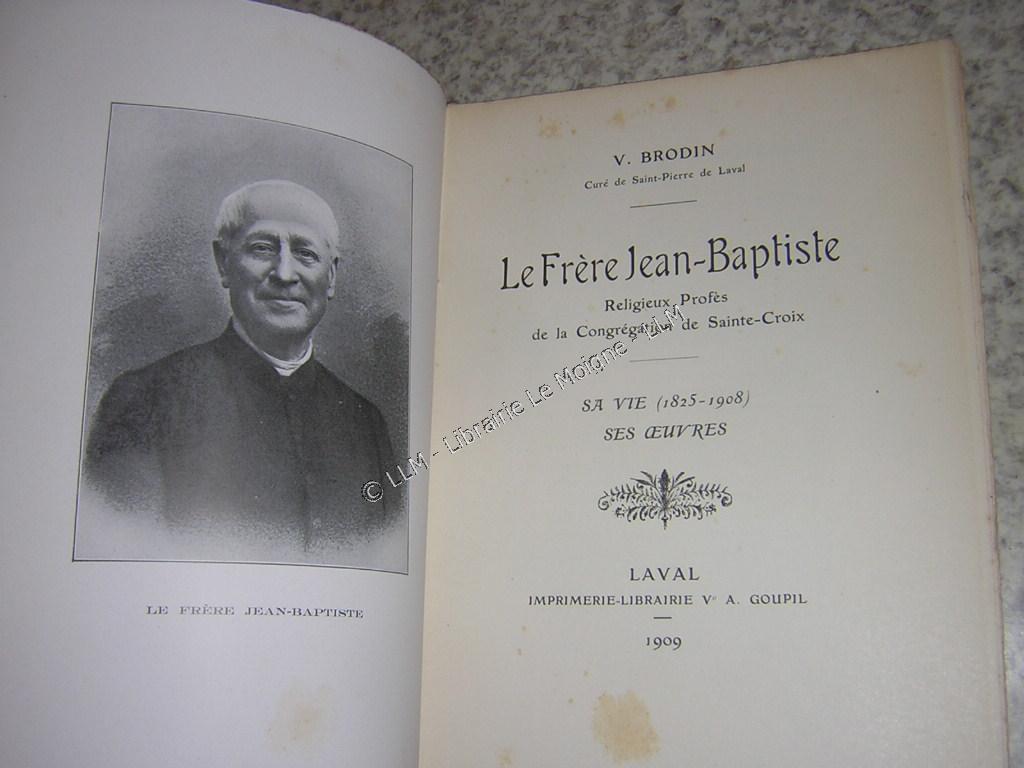 LE FRÈRE JEAN-BAPTISTE
V. BRODIN
Curé de Saint-Pierre de Laval
Le Frère Jean-Baptiste
Religieux Profès
de la Congrégation de Sainte-Croix
SA VIE (1825-1908)
SES ŒUVRES
LAVAL
IMPRIMERIE-LIBRAIRIE Vᵉ A. GOUPIL
1909
© LLM - Librairie Le Moigne - LLM